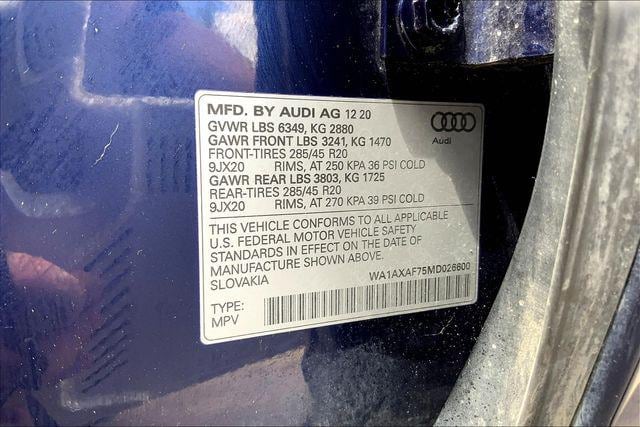 MFD. BY AUDI AG 12 20
GVWR LBS 6349, KG 2880
GAWR FRONT LBS 3241, KG 1470
FRONT-TIRES 285/45 R20
9JX20 RIMS, AT 250 KPA 36 PSI COLD
GAWR REAR LBS 3803, KG 1725
REAR-TIRES 285/45 R20
9JX20 RIMS, AT 270 KPA 39 PSI COLD
Audi
THIS VEHICLE CONFORMS TO ALL APPLICABLE
U.S. FEDERAL MOTOR VEHICLE SAFETY
STANDARDS IN EFFECT ON THE DATE OF
MANUFACTURE SHOWN ABOVE.
SLOVAKIA WA1AXAF75MD026600
TYPE:
MPV